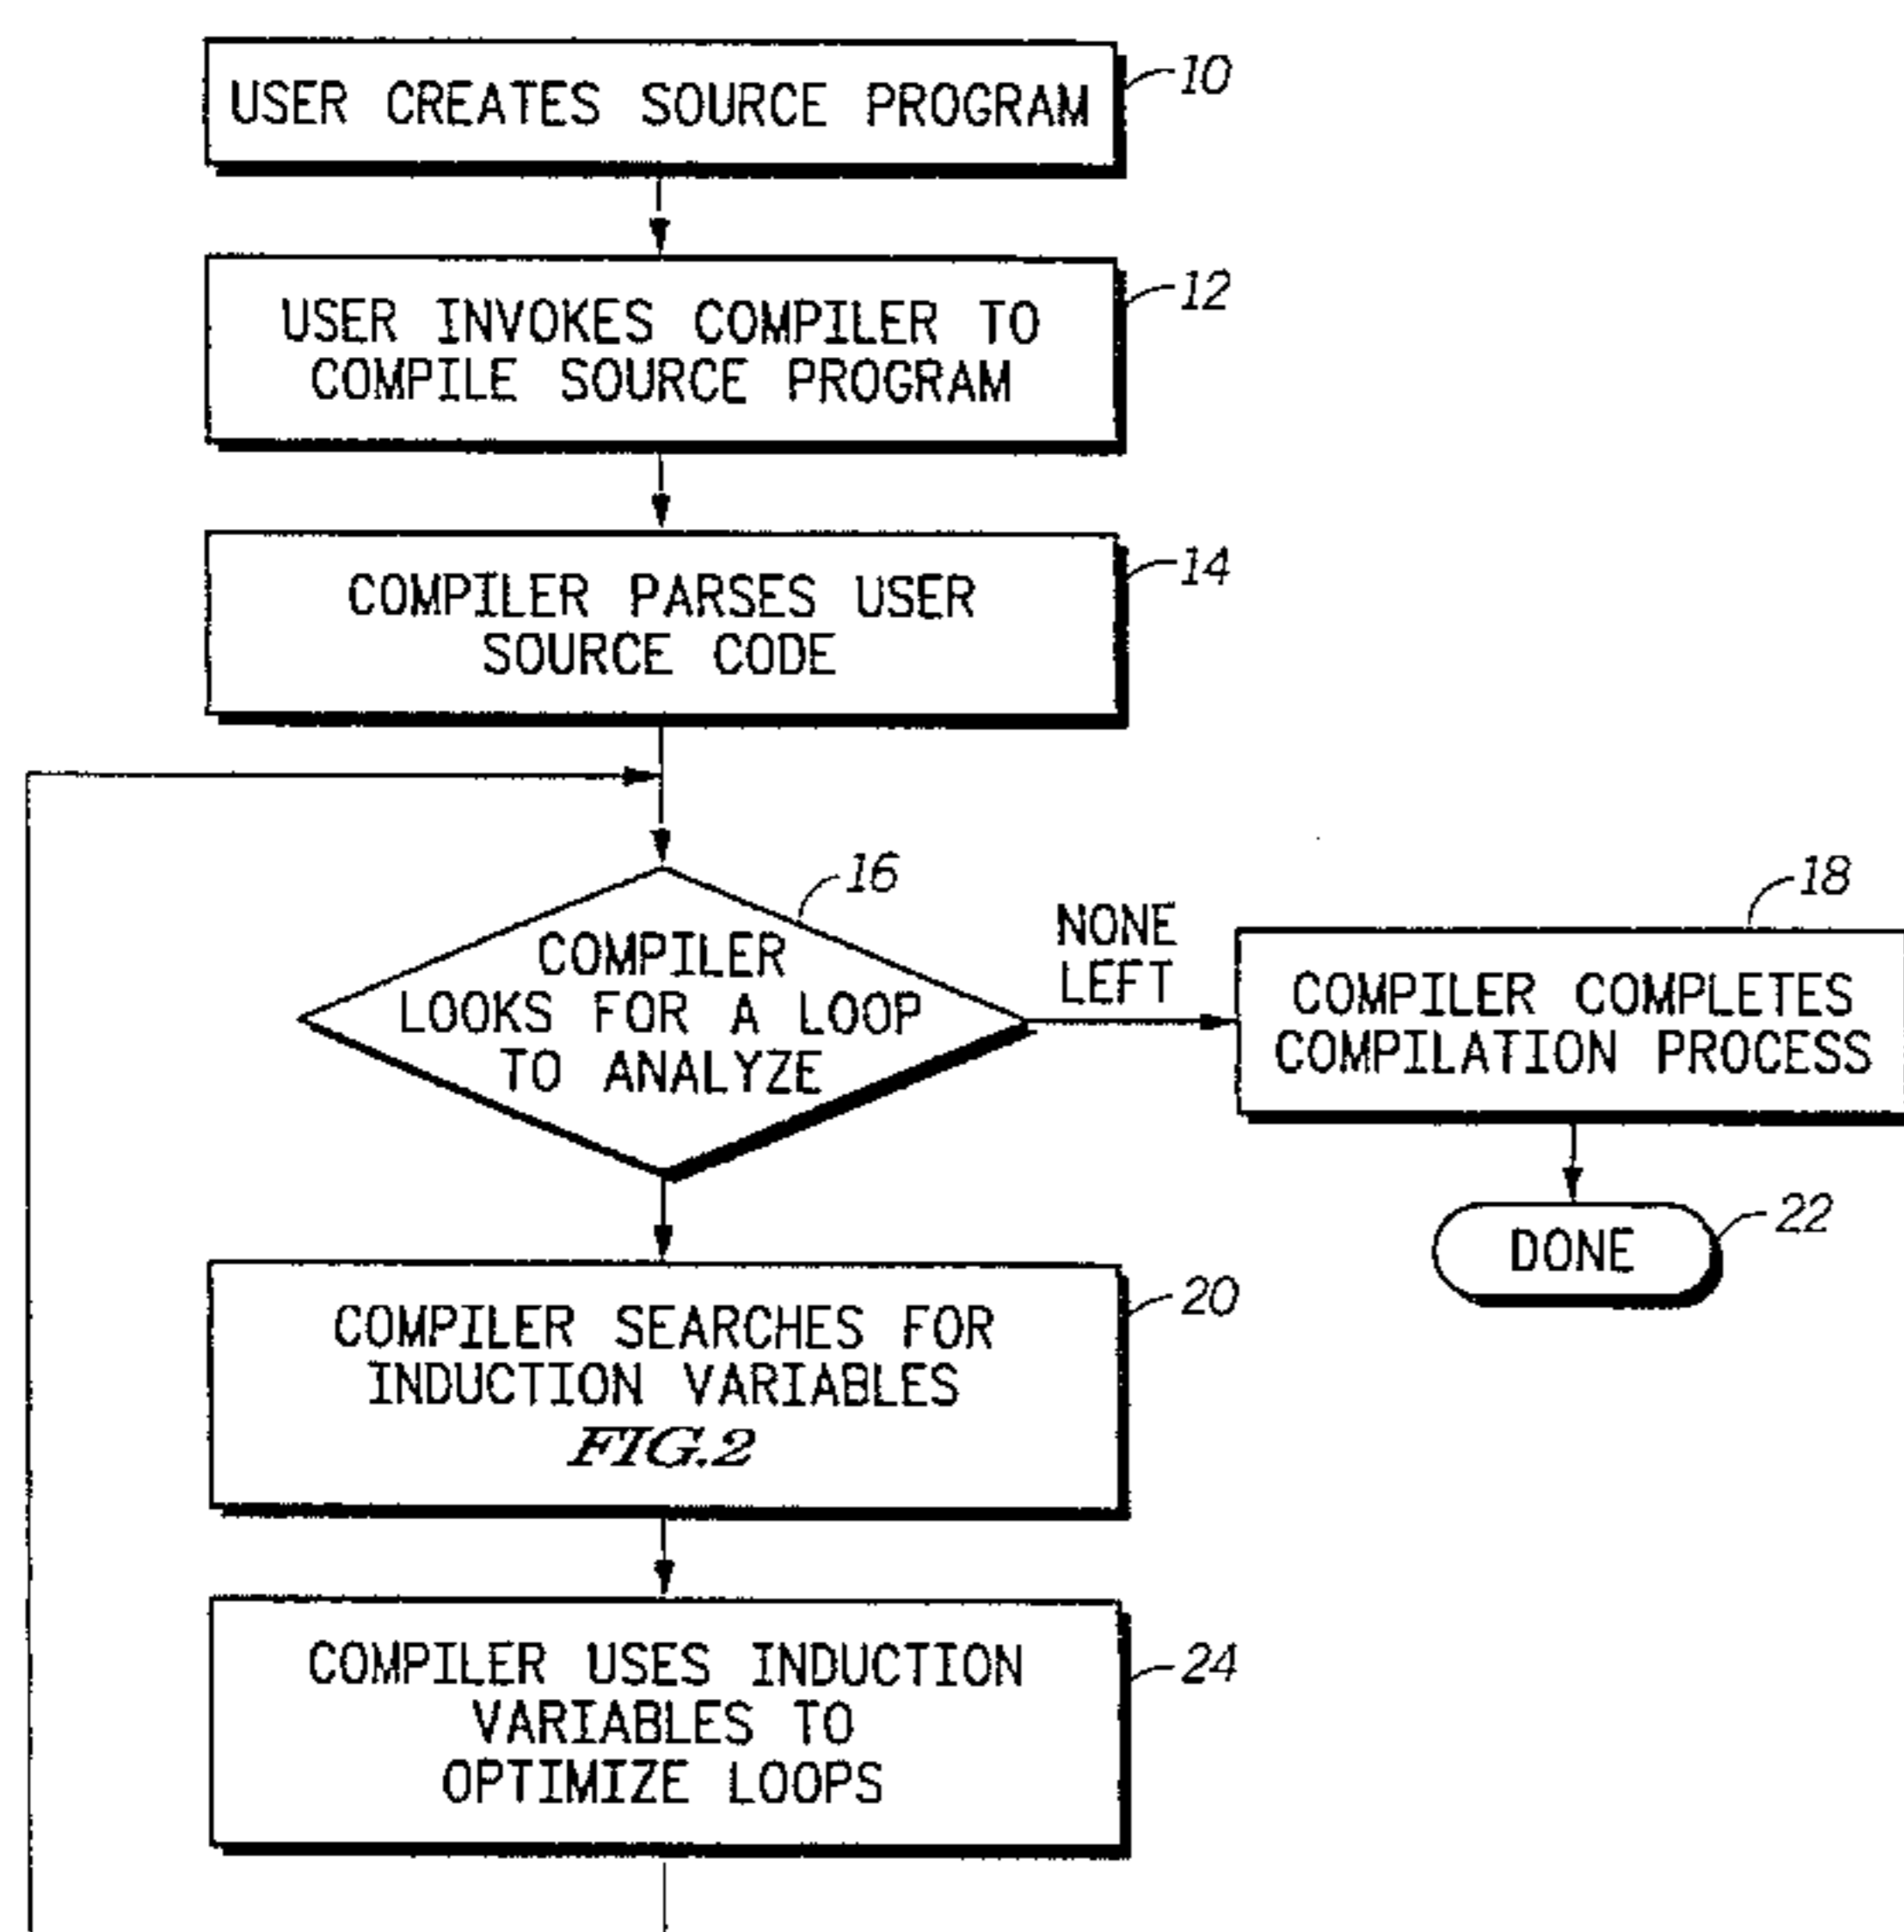 USER CREATES SOURCE PROGRAM
10
USER INVOKES COMPILER TO
COMPILE SOURCE PROGRAM
12
COMPILER PARSES USER
SOURCE CODE
14
COMPILER
LOOKS FOR A LOOP
TO ANALYZE
16
NONE
LEFT
COMPILER COMPLETES
COMPILATION PROCESS
18
DONE
22
COMPILER SEARCHES FOR
INDUCTION VARIABLES
FIG.2
20
COMPILER USES INDUCTION
VARIABLES TO
OPTIMIZE LOOPS
24